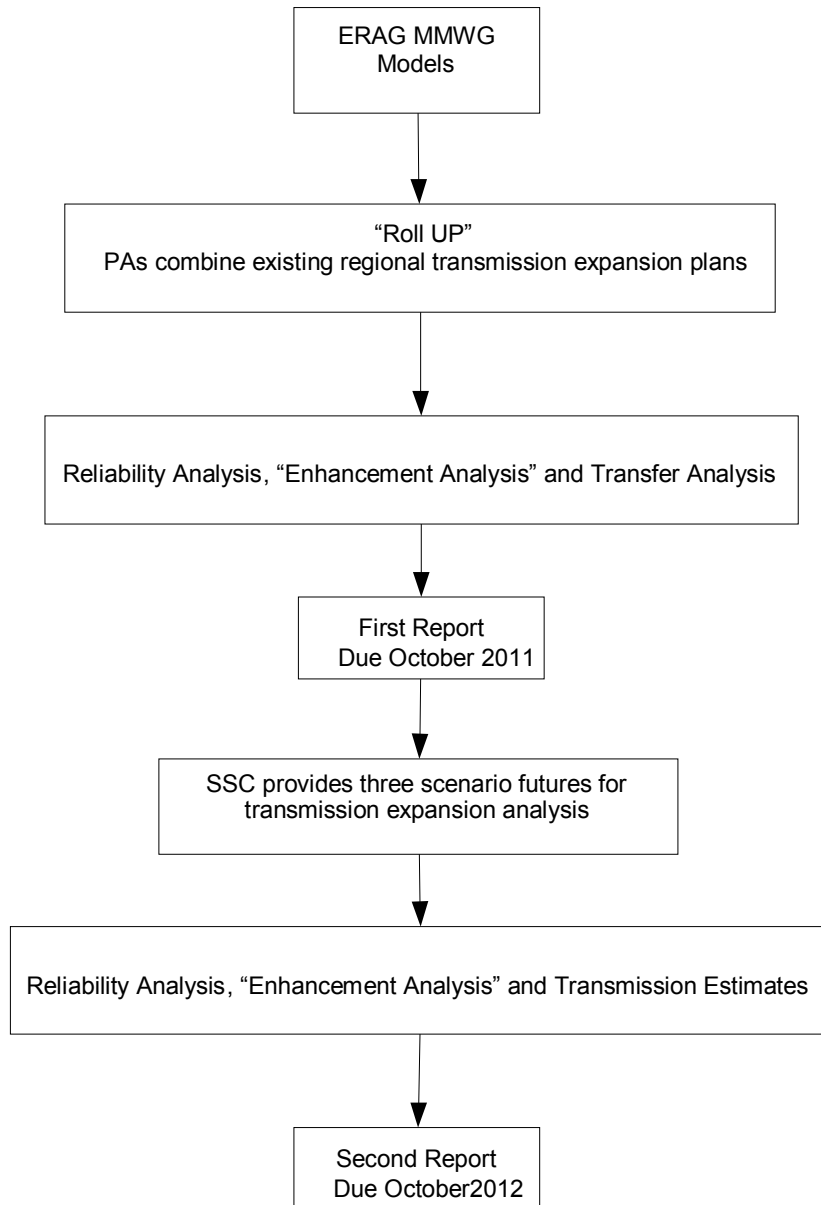 ERAG MMWG
Models
“Roll UP”
PAs combine existing regional transmission expansion plans
Reliability Analysis, “Enhancement Analysis” and Transfer Analysis
First Report
Due October 2011
SSC provides three scenario futures for
transmission expansion analysis
Reliability Analysis, “Enhancement Analysis” and Transmission Estimates
Second Report
Due October2012